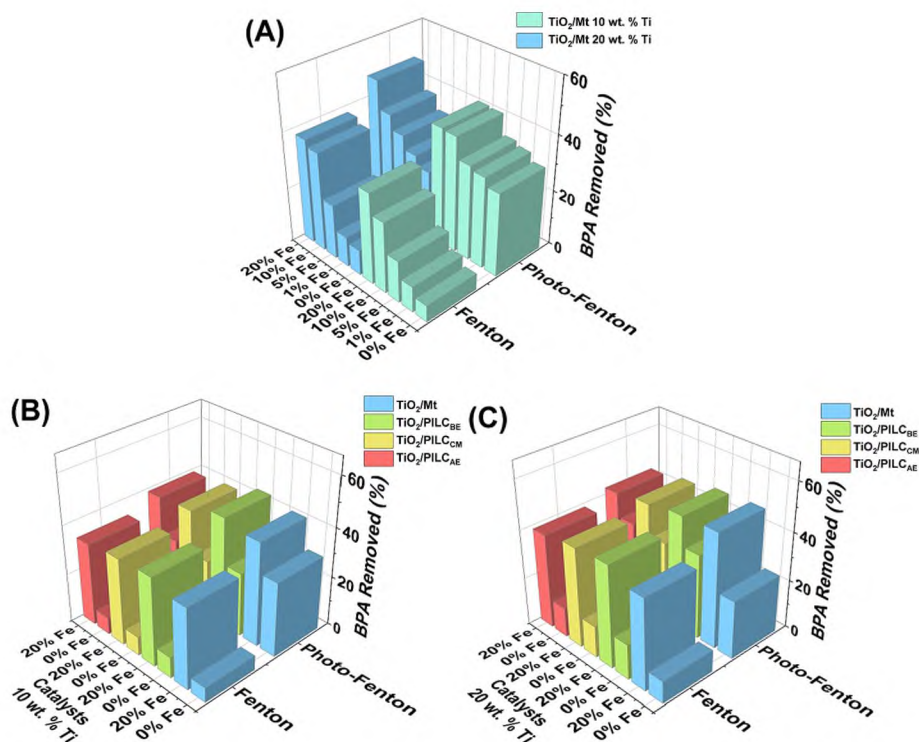 (A)
TiO2/Mt 10 wt. % Ti
TiO2/Mt 20 wt. % Ti
60
40
20
0
BPA Removed (%)
20% Fe
10% Fe
5% Fe
1% Fe
0% Fe
20% Fe
10% Fe
5% Fe
1% Fe
0% Fe
Fenton
Photo-Fenton
(B)
TiO2/Mt
TiO2/PILCBE
TiO2/PILCCM
TiO2/PILCAE
60
40
20
0
BPA Removed (%)
20% Fe
0% Fe
20% Fe
0% Fe
20% Fe
0% Fe
20% Fe
0% Fe
Catalysts
10 wt. % Ti
Fenton
Photo-Fenton
(C)
TiO2/Mt
TiO2/PILCBE
TiO2/PILCCM
TiO2/PILCAE
60
40
20
0
BPA Removed (%)
20% Fe
0% Fe
20% Fe
0% Fe
20% Fe
0% Fe
20% Fe
0% Fe
Catalysts
20 wt. % Ti
Fenton
Photo-Fenton